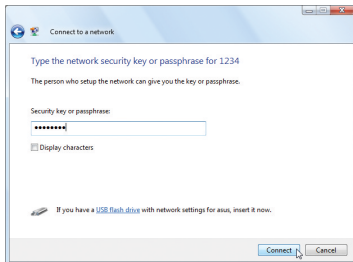 Connect to a network
Type the network security key or passphrase for 1234
The person who setup the network can give you the key or passphrase.
Security key or passphrase:
••••••••
Display characters
If you have a USB flash drive with network settings for asus, insert it now.
Connect Cancel